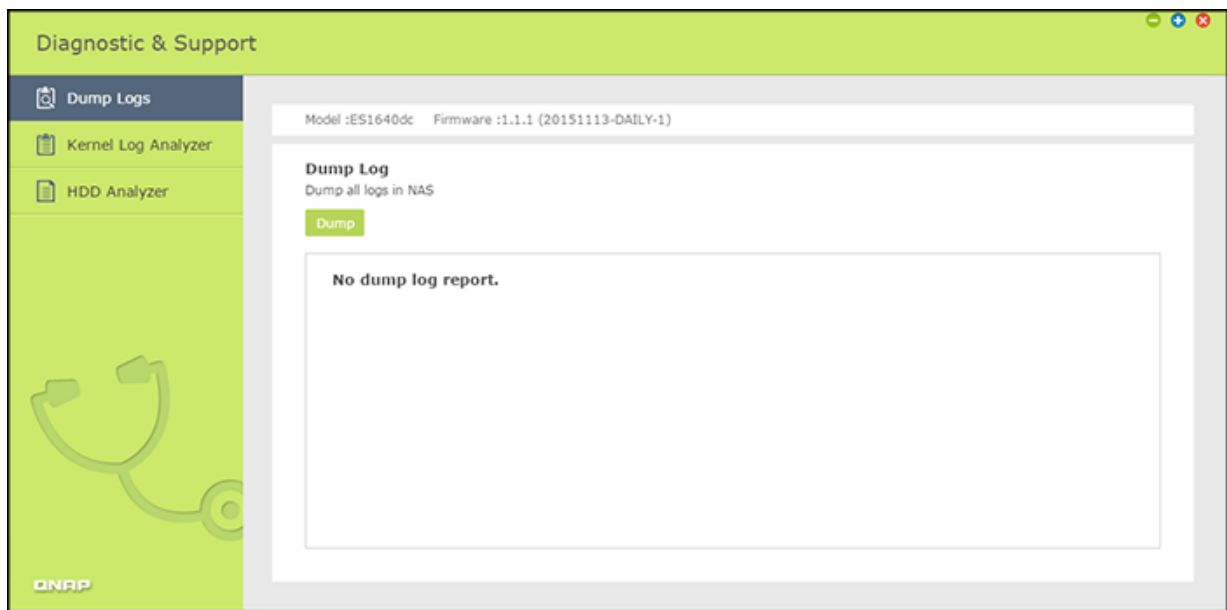 Diagnostic & Support
Dump Logs
Kernel Log Analyzer
HDD Analyzer
QNAP
Model :ES1640dc Firmware :1.1.1 (20151113-DAILY-1)
Dump Log
Dump all logs in NAS
Dump
No dump log report.